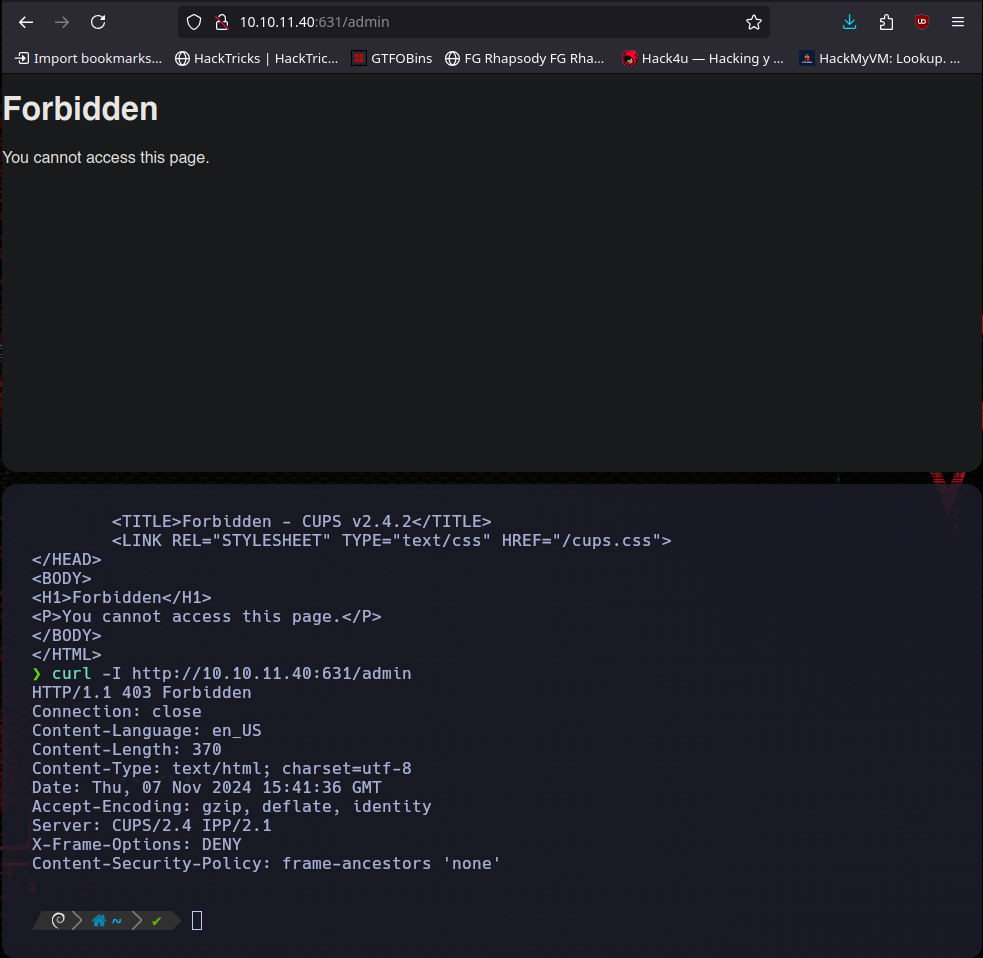 10.10.11.40:631/admin
Import bookmarks... HackTricks | HackTric... GTFOBins FG Rhapsody FG Rha... Hack4u — Hacking y ... HackMyVM: Lookup. ...
Forbidden
You cannot access this page.
<TITLE>Forbidden - CUPS v2.4.2</TITLE>
<LINK REL="STYLESHEET" TYPE="text/css" HREF="/cups.css">
</HEAD>
<BODY>
<H1>Forbidden</H1>
<P>You cannot access this page.</P>
</BODY>
</HTML>
❯ curl -I http://10.10.11.40:631/admin
HTTP/1.1 403 Forbidden
Connection: close
Content-Language: en_US
Content-Length: 370
Content-Type: text/html; charset=utf-8
Date: Thu, 07 Nov 2024 15:41:36 GMT
Accept-Encoding: gzip, deflate, identity
Server: CUPS/2.4 IPP/2.1
X-Frame-Options: DENY
Content-Security-Policy: frame-ancestors 'none'
~ ✔